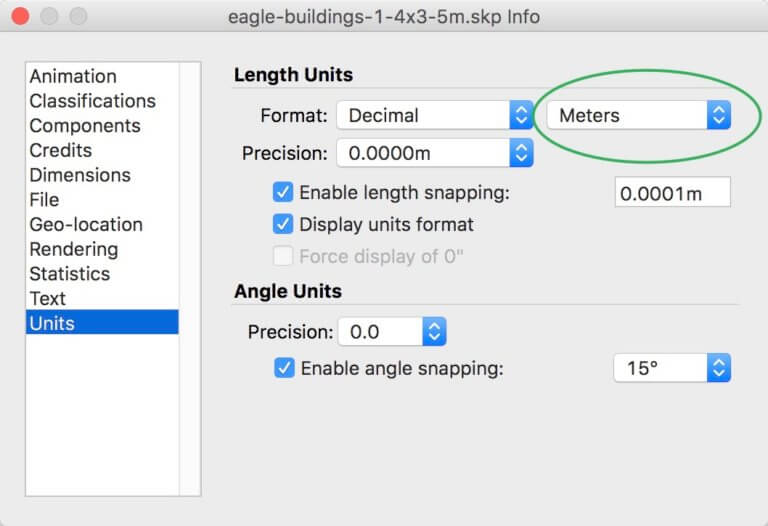 eagle-buildings-1-4x3-5m.skp Info
Animation
Classifications
Components
Credits
Dimensions
File
Geo-location
Rendering
Statistics
Text
Units
Length Units
Format: Decimal Meters
Precision: 0.0000m
Enable length snapping: 0.0001m
Display units format
Force display of 0"
Angle Units
Precision: 0.0
Enable angle snapping: 15°